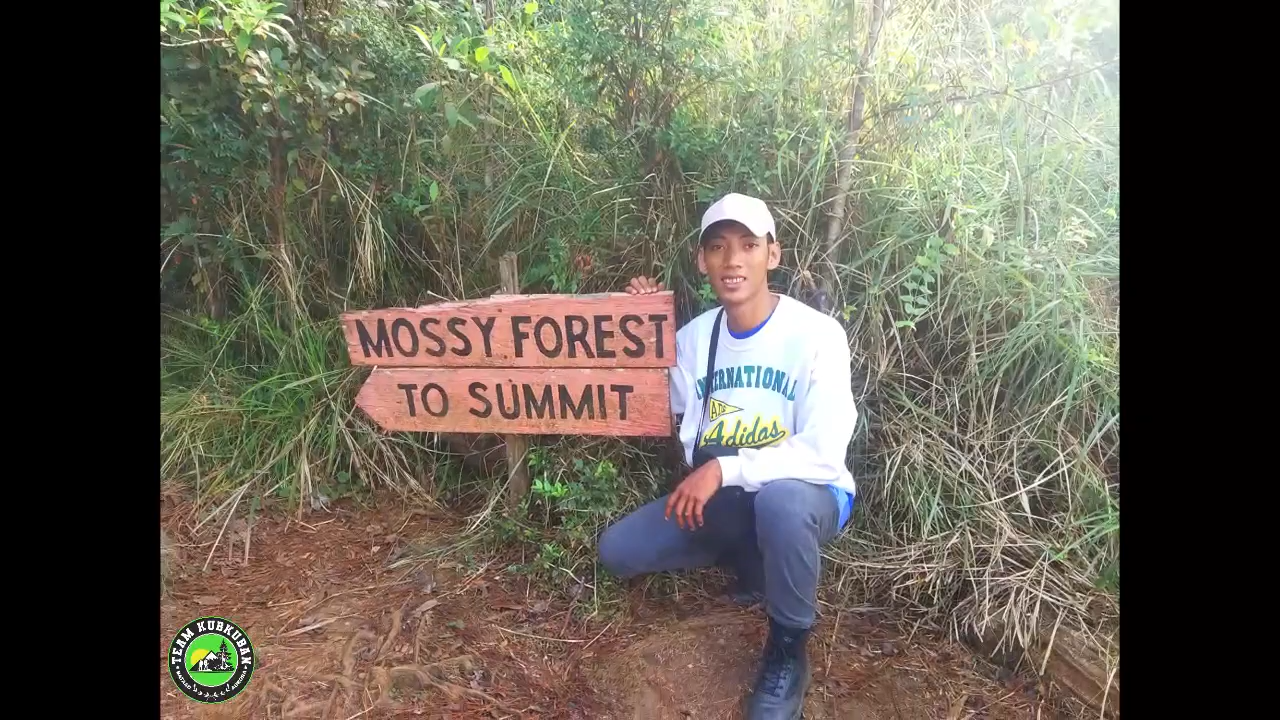 MOSSY FOREST
TO SUMMIT
INTERNATIONAL
Adidas
TEAM KUBKUBAN